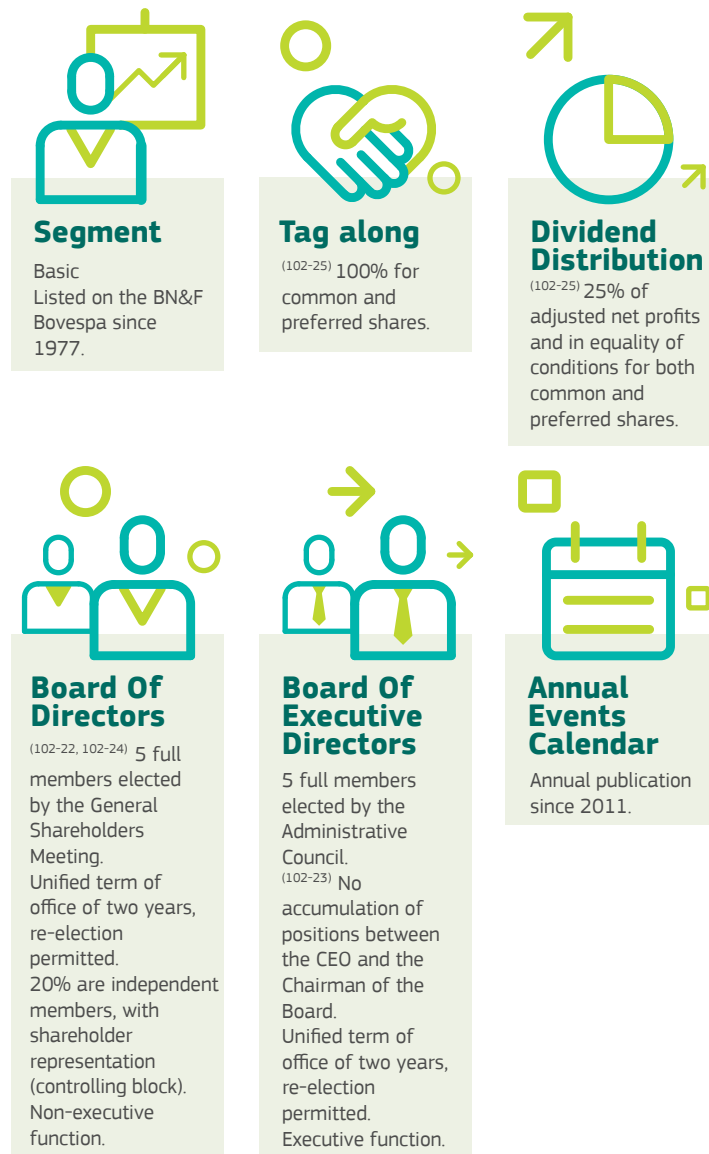 Segment
Basic
Listed on the BN&F
Bovespa since
1977.
Tag along
(102-25) 100% for
common and
preferred shares.
Dividend
Distribution
(102-25) 25% of
adjusted net profits
and in equality of
conditions for both
common and
preferred shares.
Board Of
Directors
(102-22, 102-24) 5 full
members elected
by the General
Shareholders
Meeting.
Unified term of
office of two years,
re-election
permitted.
20% are independent
members, with
shareholder
representation
(controlling block).
Non-executive
function.
Board Of
Executive
Directors
5 full members
elected by the
Administrative
Council.
(102-23) No
accumulation of
positions between
the CEO and the
Chairman of the
Board.
Unified term of
office of two years,
re-election
permitted.
Executive function.
Annual
Events
Calendar
Annual publication
since 2011.